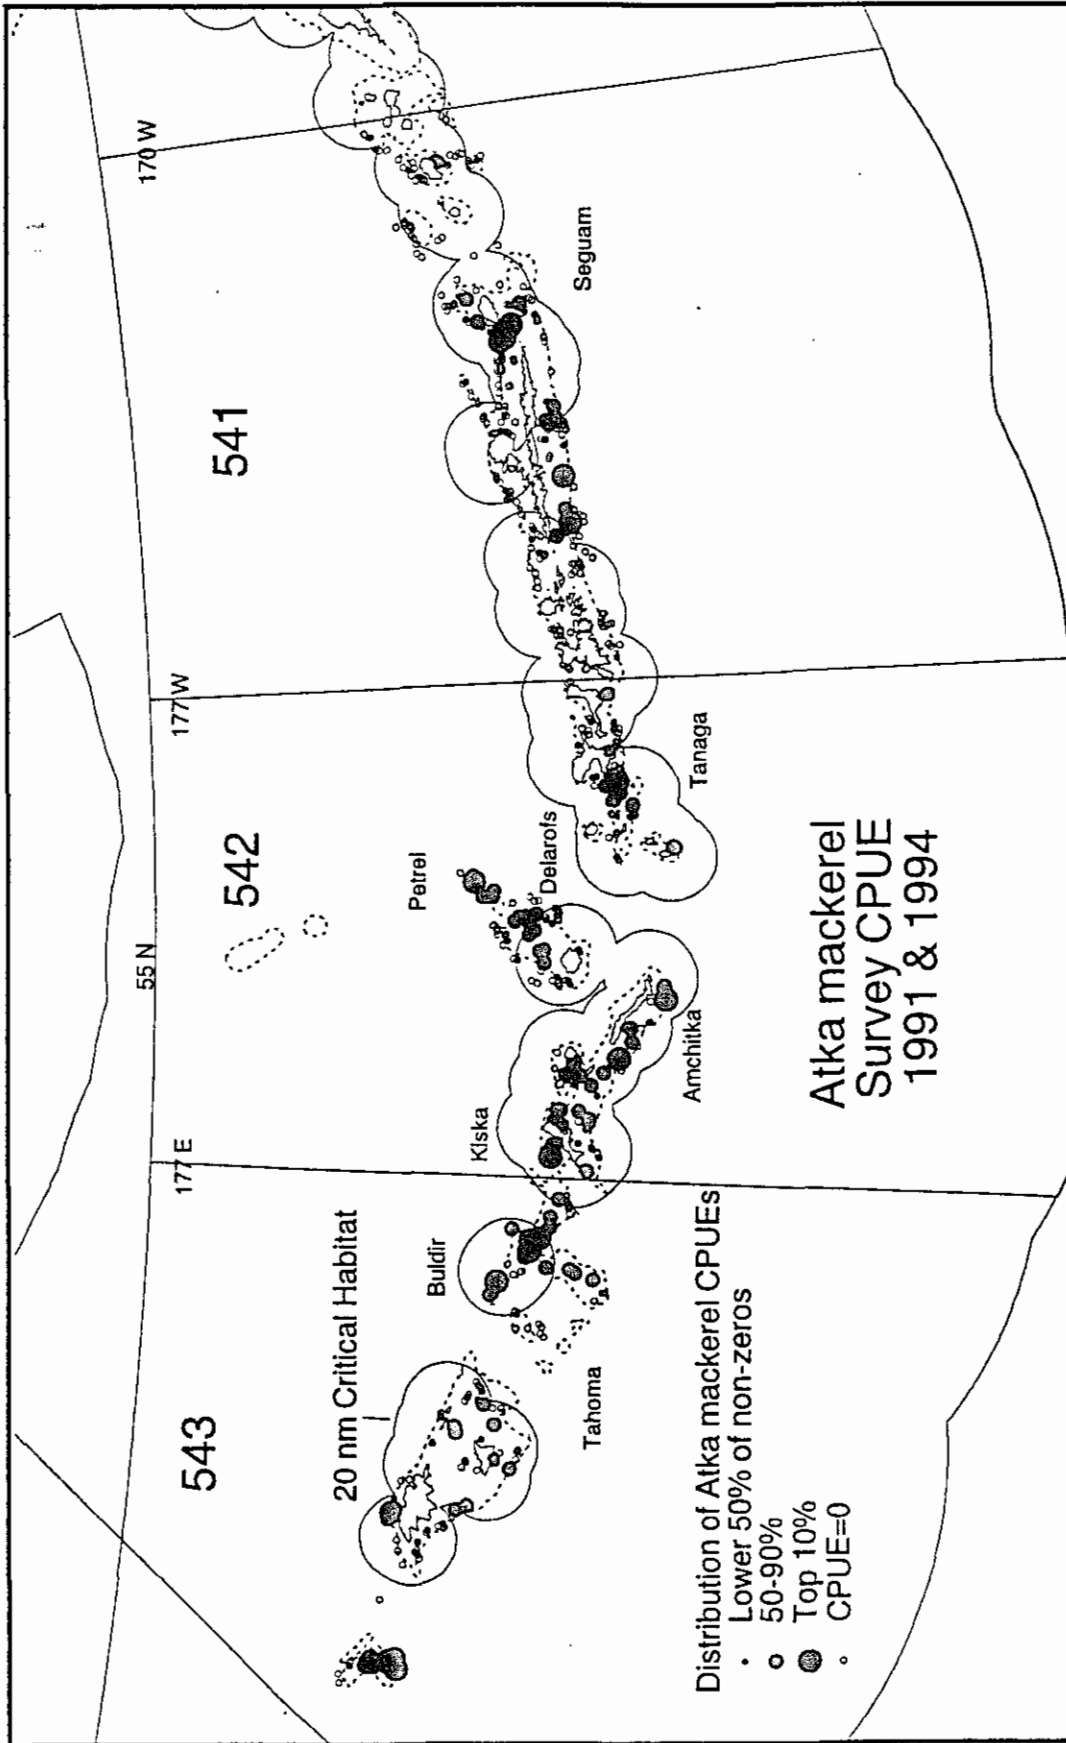 543
542
541
55 N
177 E
177 W
170 W
20 nm Critical Habitat
Buldir
Kiska
Petrel
Delarofs
Tahoma
Amchitka
Tanaga
Seguam
Distribution of Atka mackerel CPUEs
Lower 50% of non-zeros
50-90%
Top 10%
CPUE=0
Atka mackerel
Survey CPUE
1991 & 1994